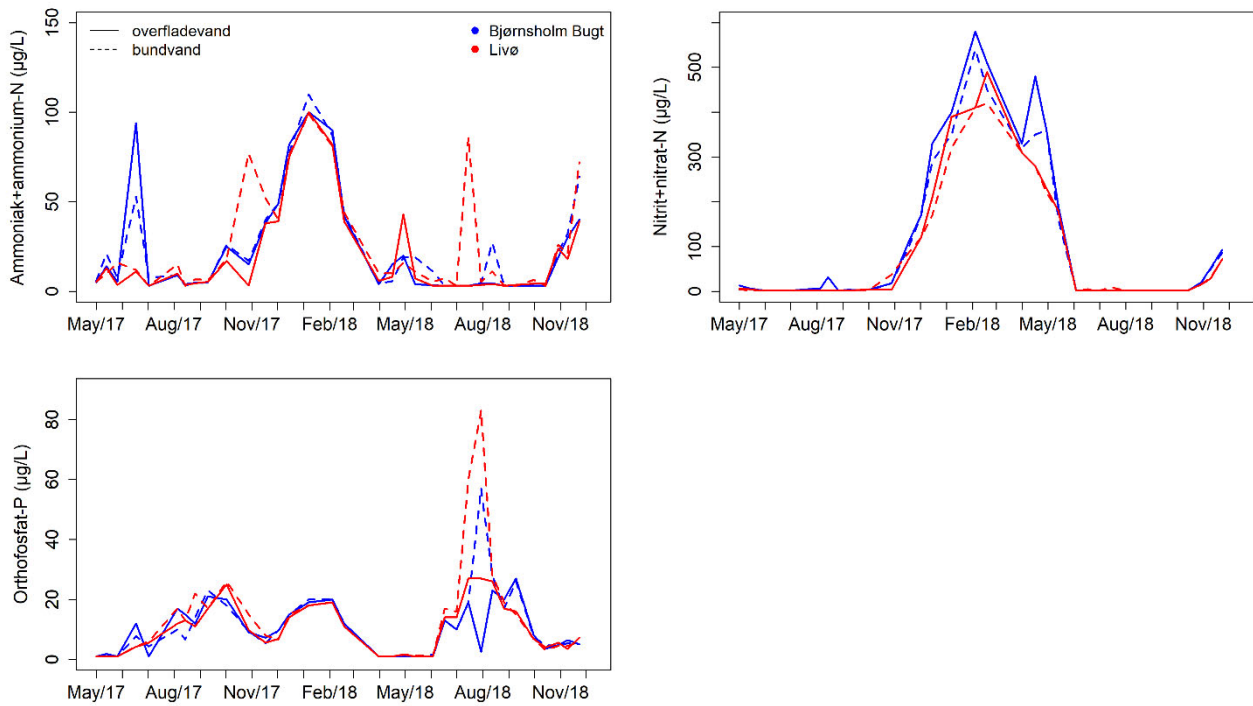 Ammoniak+ammonium-N (µg/L)
150
100
50
0
overfladevand
bundvand
Bjørnsholm Bugt
Livø
May/17 Aug/17 Nov/17 Feb/18 May/18 Aug/18 Nov/18
Nitrit+nitrat-N (µg/L)
500
300
100
0
May/17 Aug/17 Nov/17 Feb/18 May/18 Aug/18 Nov/18
Orthofosfat-P (µg/L)
80
60
40
20
0
May/17 Aug/17 Nov/17 Feb/18 May/18 Aug/18 Nov/18